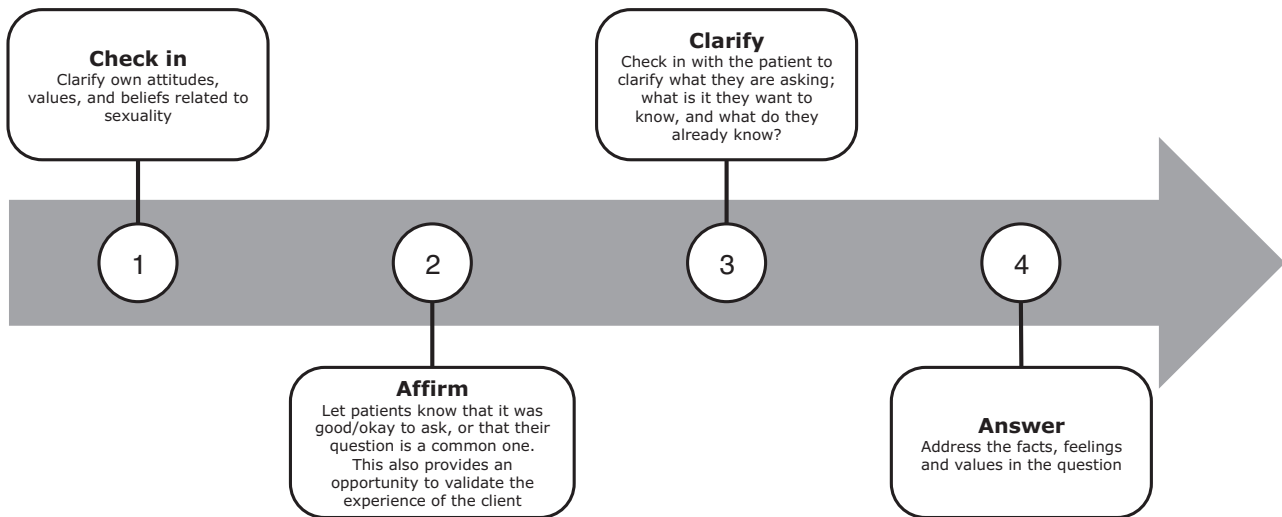 Check in
Clarify own attitudes,
values, and beliefs related to
sexuality
1
Affirm
Let patients know that it was
good/okay to ask, or that their
question is a common one.
This also provides an
opportunity to validate the
experience of the client
2
Clarify
Check in with the patient to
clarify what they are asking;
what is it they want to
know, and what do they
already know?
3
Answer
Address the facts, feelings
and values in the question
4